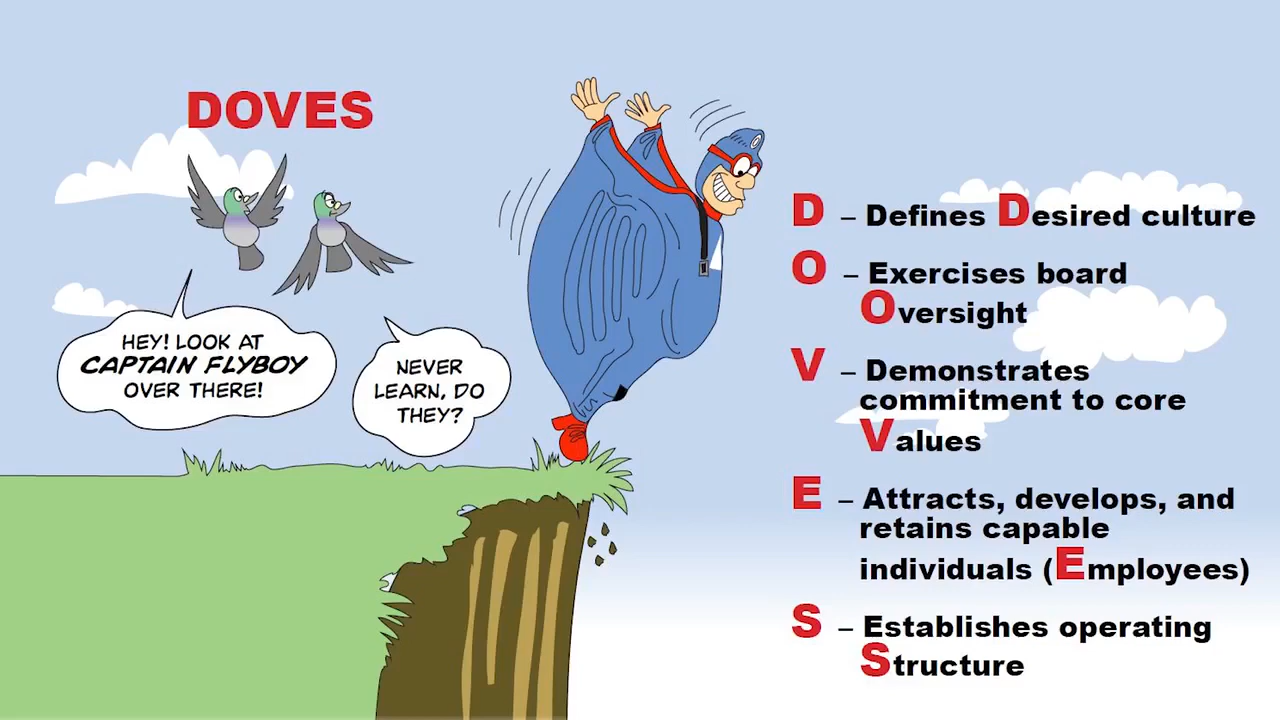 DOVES
HEY! LOOK AT
CAPTAIN FLYBOY
OVER THERE!
NEVER
LEARN, DO
THEY?
D – Defines Desired culture
O – Exercises board
Oversight
V – Demonstrates
commitment to core
Values
E – Attracts, develops, and
retains capable
individuals (Employees)
S – Establishes operating
Structure